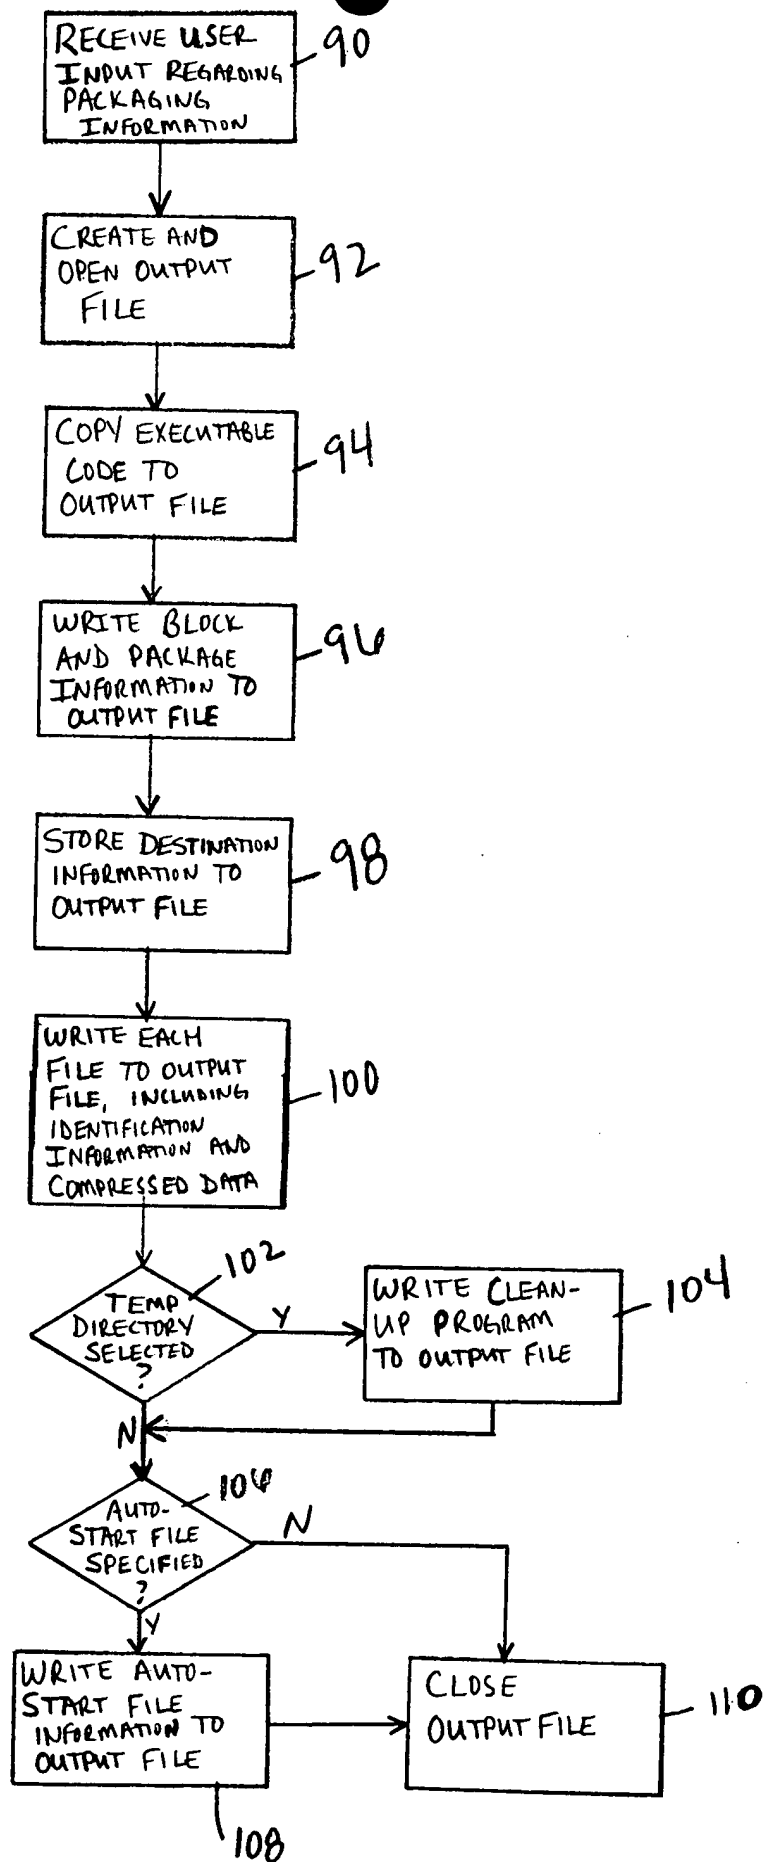 RECEIVE USER
INPUT REGARDING
PACKAGING
INFORMATION
90
CREATE AND
OPEN OUTPUT
FILE
92
COPY EXECUTABLE
CODE TO
OUTPUT FILE
94
WRITE BLOCK
AND PACKAGE
INFORMATION TO
OUTPUT FILE
96
STORE DESTINATION
INFORMATION TO
OUTPUT FILE
98
WRITE EACH
FILE TO OUTPUT
FILE, INCLUDING
IDENTIFICATION
INFORMATION AND
COMPRESSED DATA
100
102
TEMP
DIRECTORY
SELECTED
?
Y
WRITE CLEAN-
UP PROGRAM
TO OUTPUT FILE
104
N
106
AUTO-
START FILE
SPECIFIED
?
N
Y
WRITE AUTO-
START FILE
INFORMATION TO
OUTPUT FILE
108
CLOSE
OUTPUT FILE
110